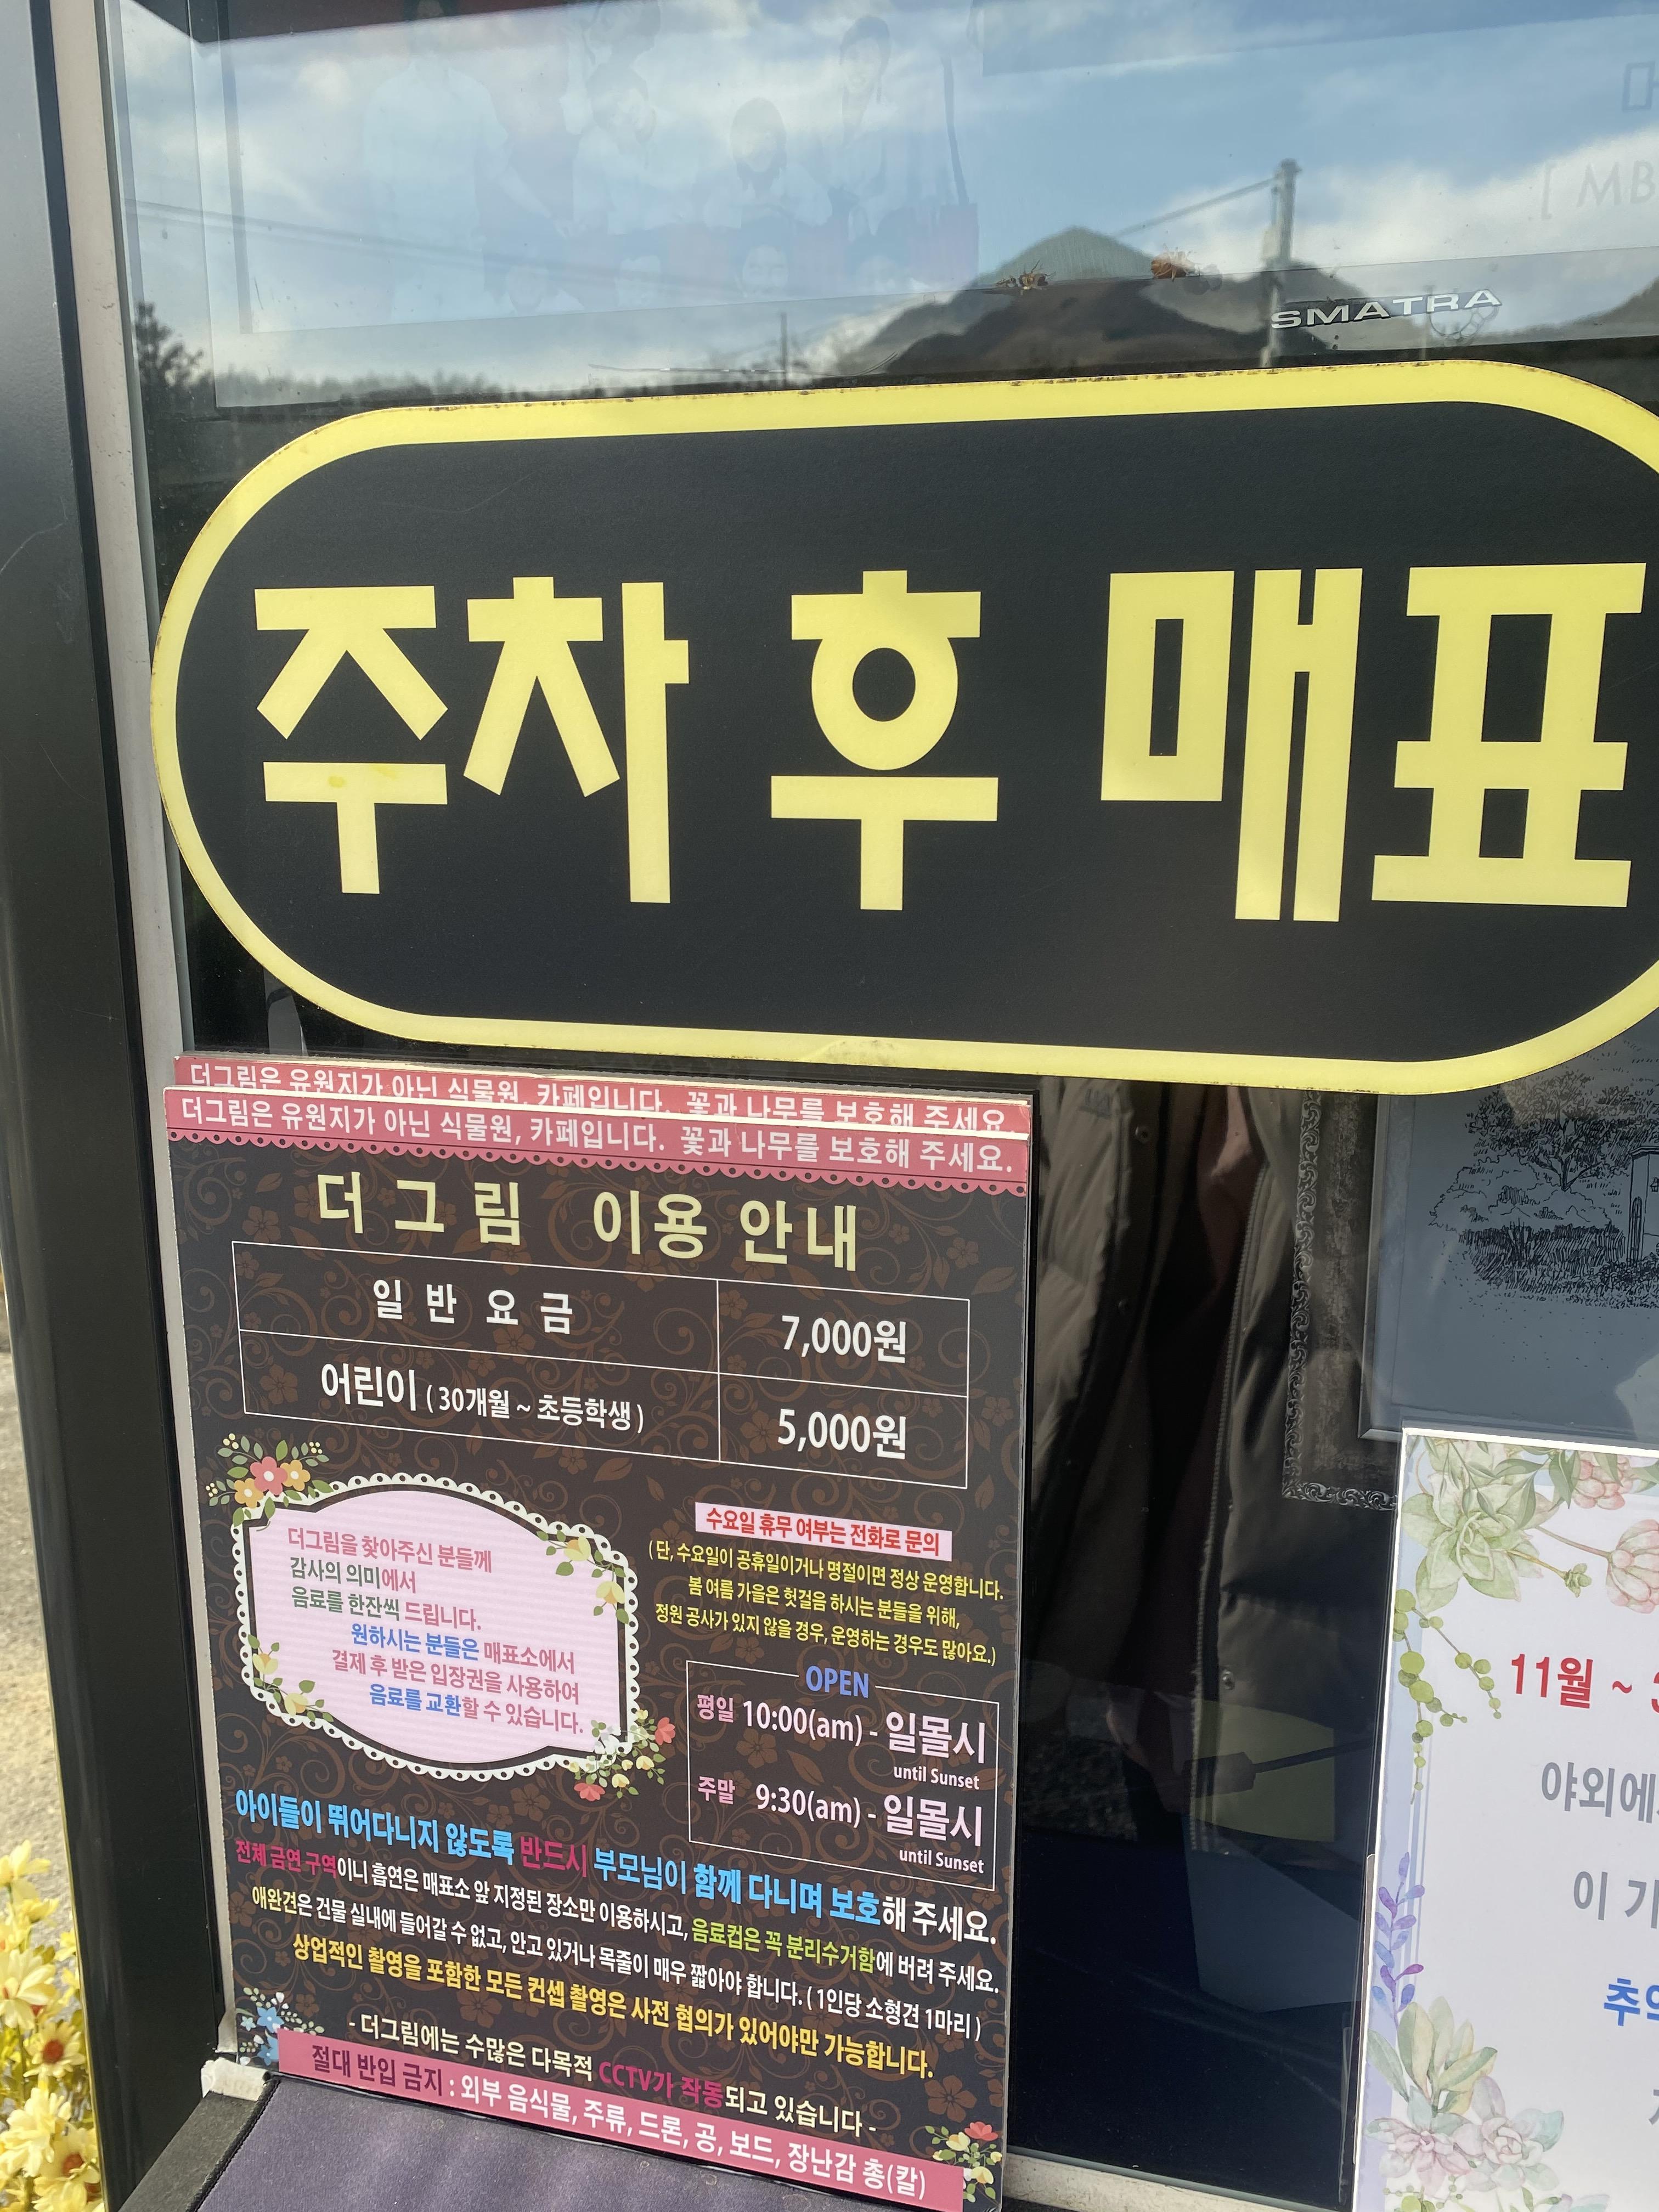 [ MB
SMATRA
주차 후 매표
더그림은 유원지가 아닌 식물원, 카페입니다. 꽃과 나무를 보호해 주세요.
더그림은 유원지가 아닌 식물원, 카페입니다. 꽃과 나무를 보호해 주세요.
더그림 이용 안내
일반요금 7,000원
어린이 ( 30개월 ~ 초등학생 ) 5,000원
더그림을 찾아주신 분들께
감사의 의미에서
음료를 한잔씩 드립니다.
원하시는 분들은 매표소에서
결제 후 받은 입장권을 사용하여
음료를 교환할 수 있습니다.
수요일 휴무 여부는 전화로 문의
( 단, 수요일이 공휴일이거나 명절이면 정상 운영합니다.
봄 여름 가을은 헛걸음 하시는 분들을 위해,
정원 공사가 있지 않을 경우, 운영하는 경우도 많아요.)
OPEN
평일 10:00(am) - 일몰시
until Sunset
주말 9:30(am) - 일몰시
until Sunset
아이들이 뛰어다니지 않도록 반드시 부모님이 함께 다니며 보호해 주세요.
전체 금연 구역이니 흡연은 매표소 앞 지정된 장소만 이용하시고, 음료컵은 꼭 분리수거함에 버려 주세요.
애완견은 건물 실내에 들어갈 수 없고, 안고 있거나 목줄이 매우 짧아야 합니다. ( 1인당 소형견 1마리 )
상업적인 촬영을 포함한 모든 컨셉 촬영은 사전 협의가 있어야만 가능합니다.
- 더그림에는 수많은 다목적 CCTV가 작동되고 있습니다 -
절대 반입 금지 : 외부 음식물, 주류, 드론, 공, 보드, 장난감 총(칼)
11월 ~
야외에
이 기
추억